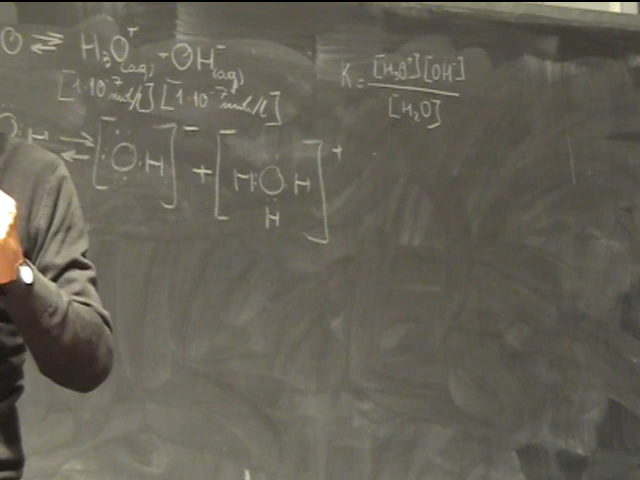 O ⇌ H₃O⁺(aq) + OH⁻(aq)
[1·10⁻⁷ mol/l] [1·10⁻⁷ mol/l]
K = [H₃O⁺][OH⁻] / [H₂O]
O:H ⇌ [:O:H]⁻ + [H:O:H
H]⁺